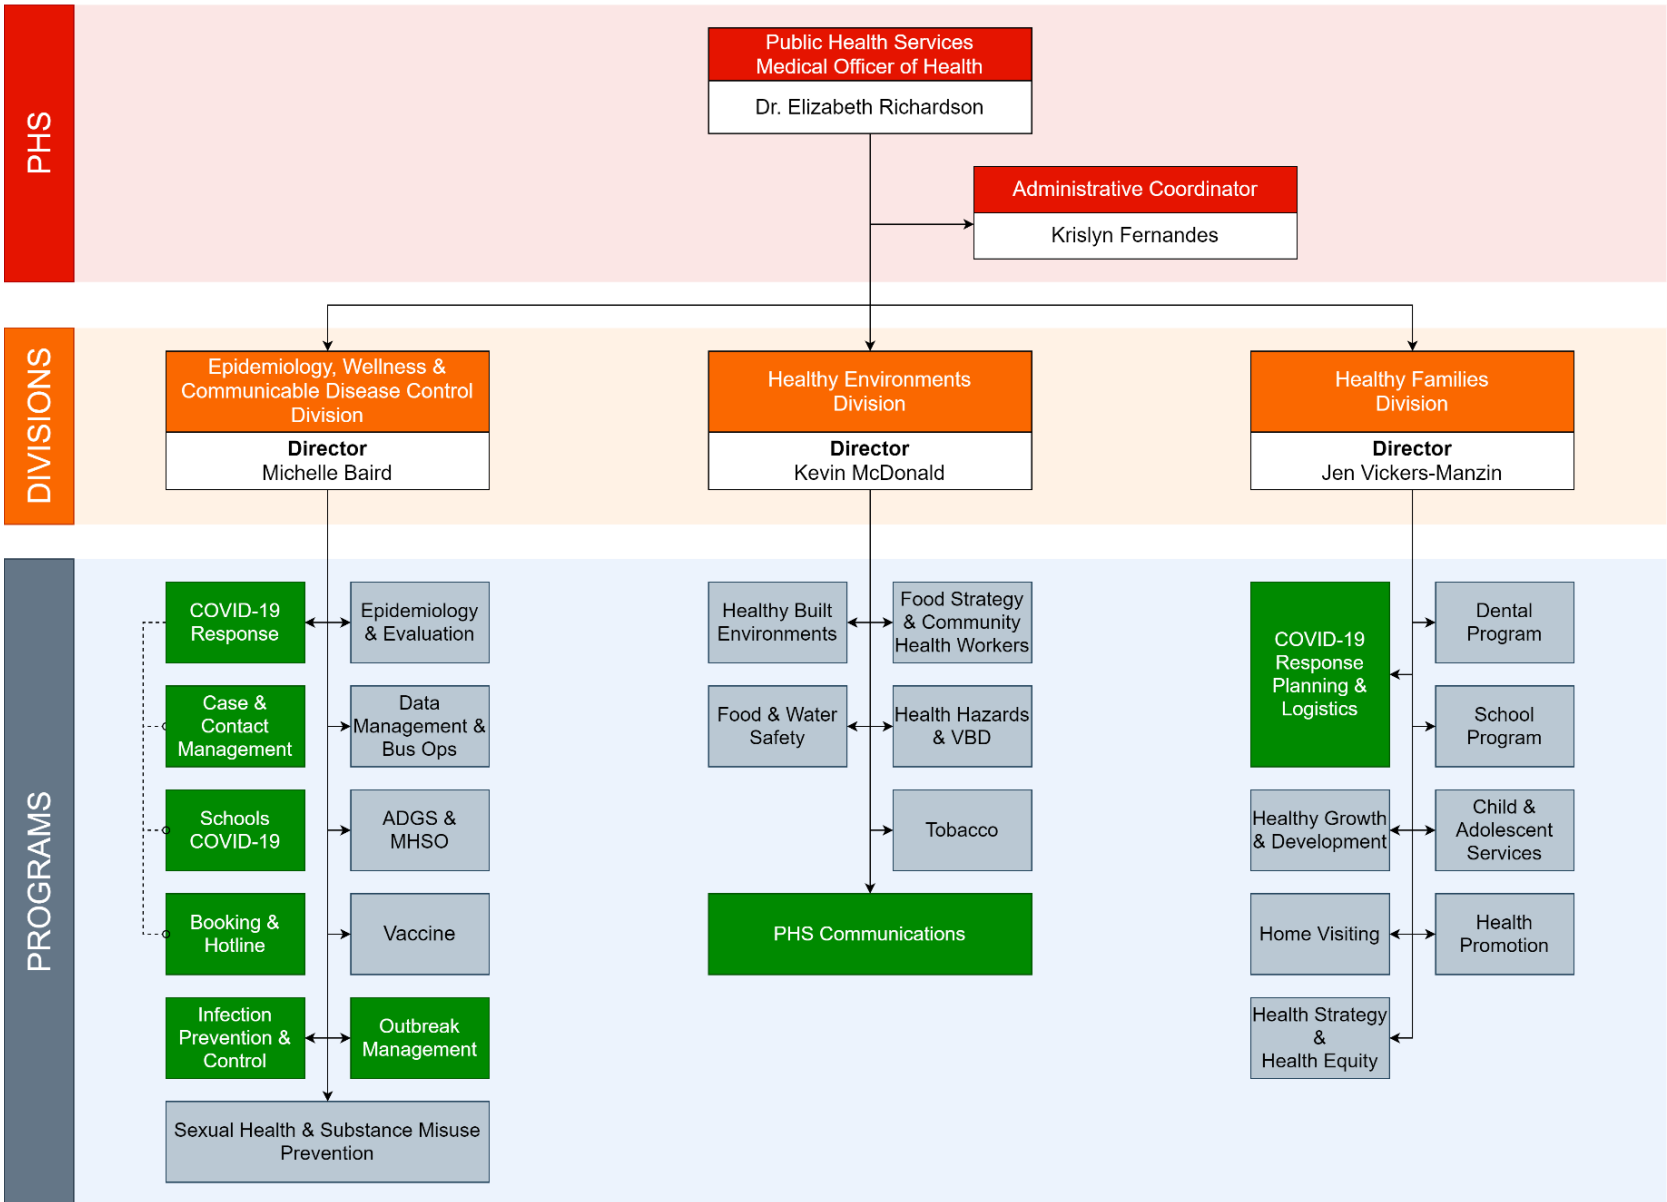 PHS
Public Health Services
Medical Officer of Health
Dr. Elizabeth Richardson
Administrative Coordinator
Krislyn Fernandes
DIVISIONS
Epidemiology, Wellness &
Communicable Disease Control
Division
Director
Michelle Baird
Healthy Environments
Division
Director
Kevin McDonald
Healthy Families
Division
Director
Jen Vickers-Manzin
PROGRAMS
COVID-19
Response
Epidemiology
& Evaluation
Case &
Contact
Management
Data
Management &
Bus Ops
Schools
COVID-19
ADGS &
MHSO
Booking &
Hotline
Vaccine
Infection
Prevention &
Control
Outbreak
Management
Sexual Health & Substance Misuse
Prevention
Healthy Built
Environments
Food Strategy
& Community
Health Workers
Food & Water
Safety
Health Hazards
& VBD
Tobacco
PHS Communications
COVID-19
Response
Planning &
Logistics
Dental
Program
School
Program
Healthy Growth
& Development
Child &
Adolescent
Services
Home Visiting
Health
Promotion
Health Strategy
&
Health Equity